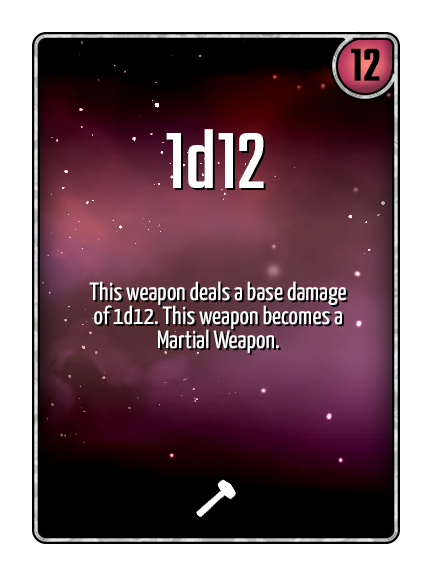 12
1d12
This weapon deals a base damage
of 1d12. This weapon becomes a
Martial Weapon.